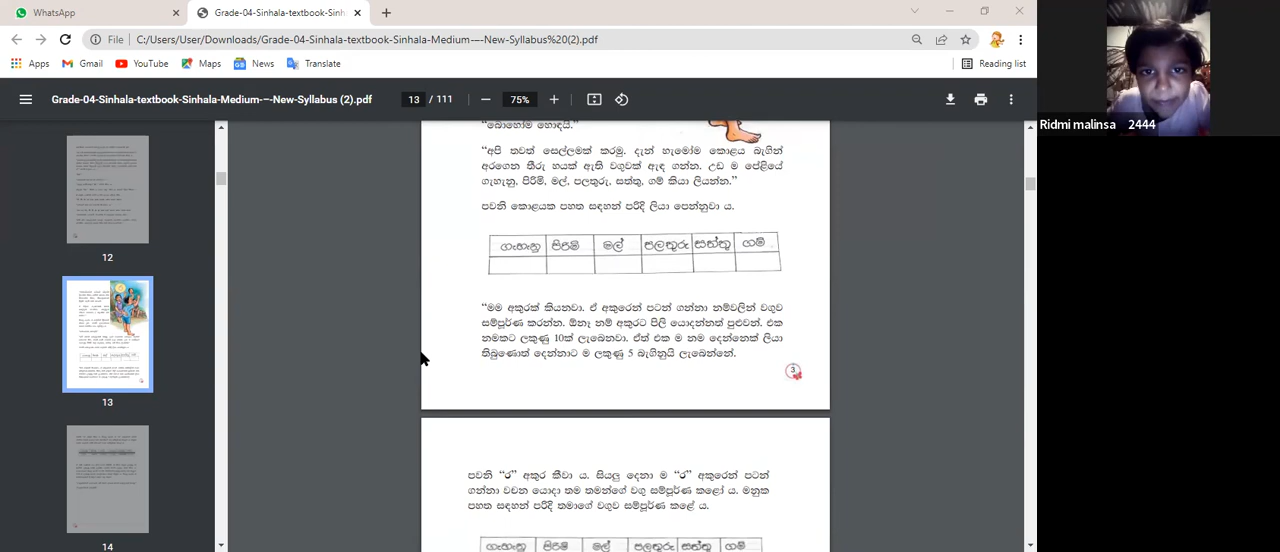 WhatsApp
Grade-04-Sinhala-textbook-Sinh
File
C:/Users/User/Downloads/Grade-04-Sinhala-textbook-Sinhala-Medium-–-New-Syllabus%20(2).pdf
Apps Gmail YouTube Maps News Translate Reading list
Grade-04-Sinhala-textbook-Sinhala-Medium-–-New-Syllabus (2).pdf 13 / 111 75%
Ridmi malinsa 2444
12
13
14
“බොහෝම හොඳයි.”
“අපි තවත් සෙල්ලමක් කරමු. දැන් හැමෝම කොළය බැගින්
අරගෙන තීරු හයක් ඇති වගුවක් ඇඳ ගන්න. උඩ ම පේළියේ
ගැහැනු, පිරිමි, මල්, පලතුරු, සත්තු, ගම් කියා ලියන්න.”
පවනි කොළයක පහත සඳහන් පරිදි ලියා පෙන්නුවා ය.
ගැහැනු පිරිමි මල් පලතුරු සත්තු ගම්
“මම අකුරක් කියනවා. ඒ අකුරෙන් පටන් ගන්නා නම්වලින් වගුව
සම්පූර්ණ කරන්න. ඕනෑ නම් අකුරට පිලි යොදන්නත් පුළුවන්. එක
නමකට ලකුණු 10ක් ලැබෙනවා. ඒත් එක ම නම දෙන්නෙක් ලියා
තිබුණොත් දෙන්නාට ම ලකුණු 5 බැගිනුයි ලැබෙන්නේ.
3
පවනි “ර” අකුර කිවා ය. සියලු දෙනා ම “ර” අකුරෙන් පටන්
ගන්නා වචන යොදා තම තමන්ගේ වගු සම්පූර්ණ කළෝ ය. මනුක
පහත සඳහන් පරිදි තමාගේ වගුව සම්පූර්ණ කළේ ය.
ගැහැනු පිරිමි මල් පලතුරු සත්තු ගම්